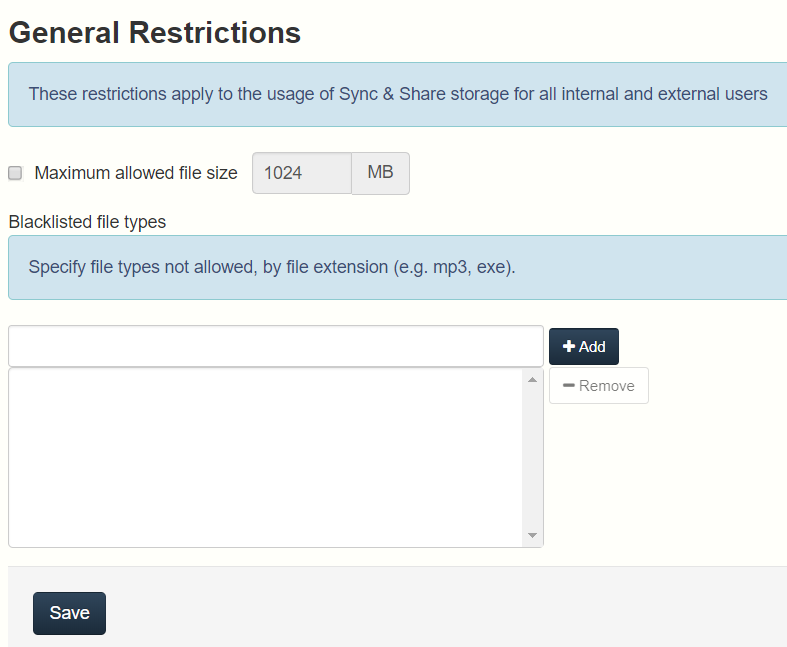 General Restrictions
These restrictions apply to the usage of Sync & Share storage for all internal and external users
Maximum allowed file size 1024 MB
Blacklisted file types
Specify file types not allowed, by file extension (e.g. mp3, exe).
Add
Remove
Save